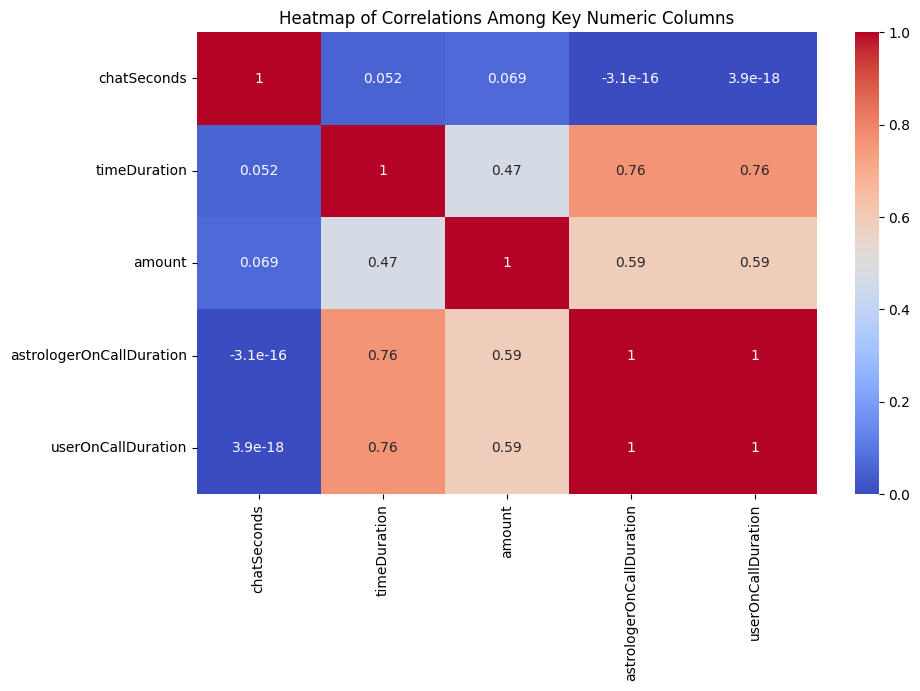 Heatmap of Correlations Among Key Numeric Columns
chatSeconds 1 0.052 0.069 -3.1e-16 3.9e-18
timeDuration 0.052 1 0.47 0.76 0.76
amount 0.069 0.47 1 0.59 0.59
astrologerOnCallDuration -3.1e-16 0.76 0.59 1 1
userOnCallDuration 3.9e-18 0.76 0.59 1 1
chatSeconds
timeDuration
amount
astrologerOnCallDuration
userOnCallDuration
1.0
0.8
0.6
0.4
0.2
0.0